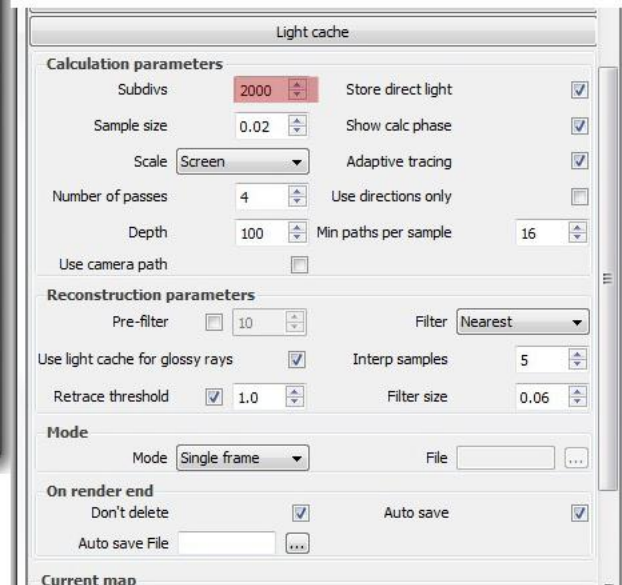 Light cache
Calculation parameters
Subdivs 2000 Store direct light
Sample size 0.02 Show calc phase
Scale Screen Adaptive tracing
Number of passes 4 Use directions only
Depth 100 Min paths per sample 16
Use camera path
Reconstruction parameters
Pre-filter 10 Filter Nearest
Use light cache for glossy rays Interp samples 5
Retrace threshold 1.0 Filter size 0.06
Mode
Mode Single frame File ...
On render end
Don't delete Auto save
Auto save File ...
Current map